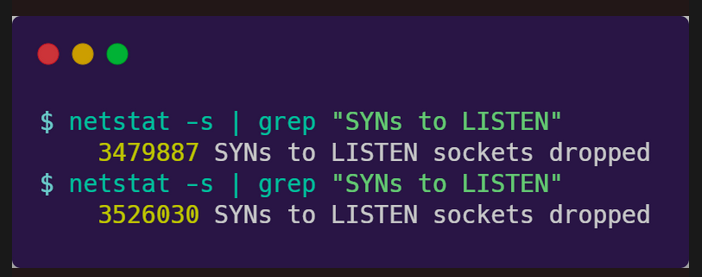 $ netstat -s | grep "SYNs to LISTEN"
    3479887 SYNs to LISTEN sockets dropped
$ netstat -s | grep "SYNs to LISTEN"
    3526030 SYNs to LISTEN sockets dropped